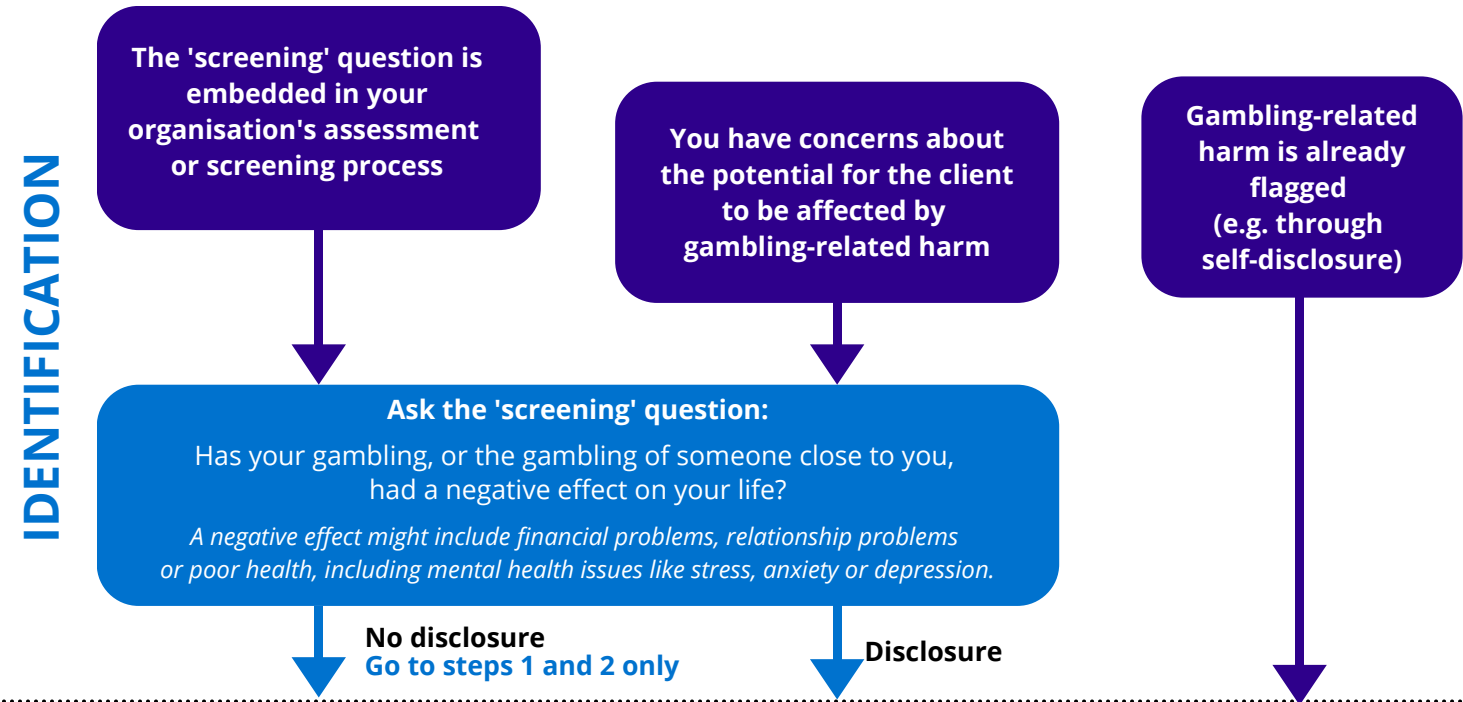 IDENTIFICATION
The 'screening' question is
embedded in your
organisation's assessment
or screening process
You have concerns about
the potential for the client
to be affected by
gambling-related harm
Gambling-related
harm is already
flagged
(e.g. through
self-disclosure)
Ask the 'screening' question:
Has your gambling, or the gambling of someone close to you,
had a negative effect on your life?
A negative effect might include financial problems, relationship problems
or poor health, including mental health issues like stress, anxiety or depression.
No disclosure
Go to steps 1 and 2 only
Disclosure